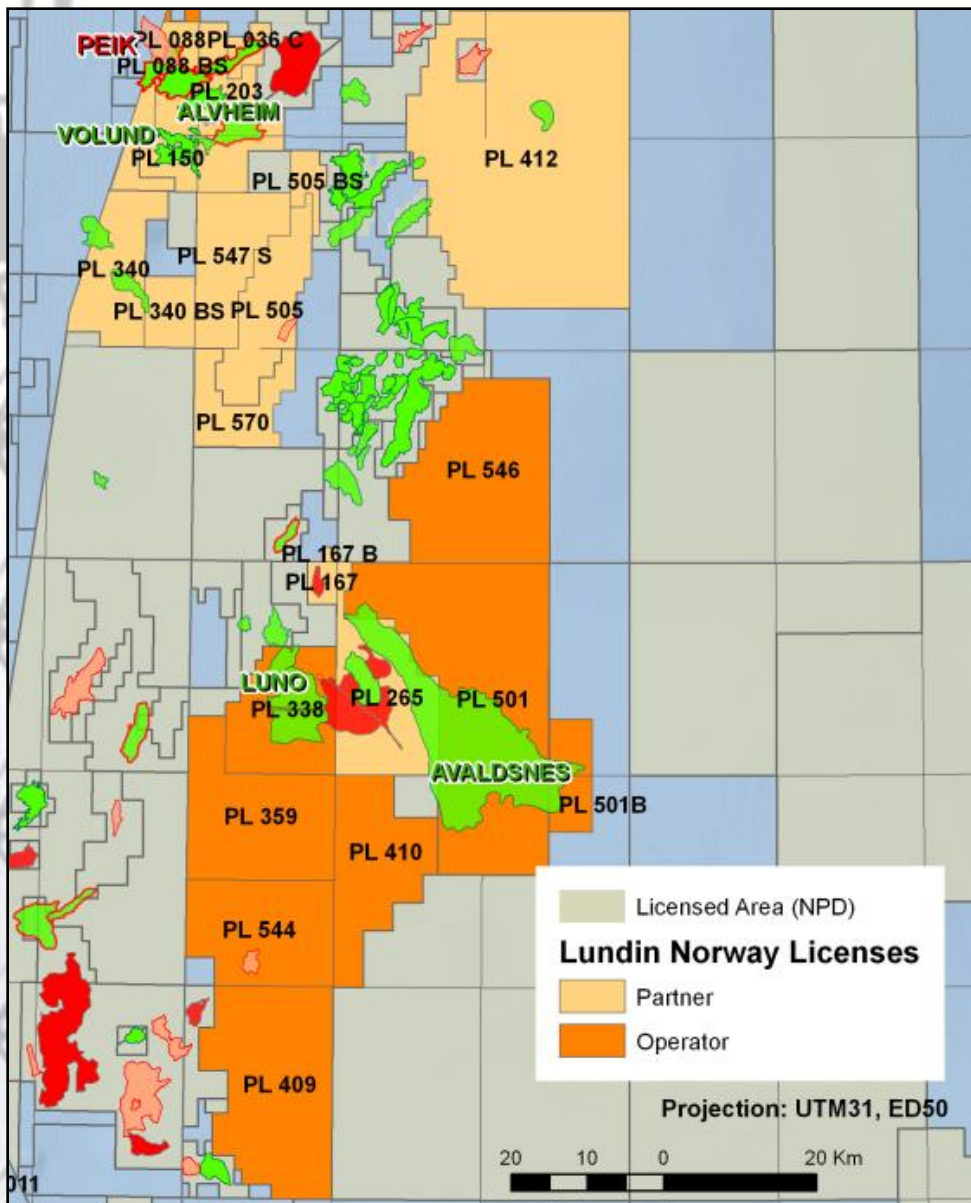 PEIK
PL 088
PL 036 C
PL 088 BS
PL 203
ALVHEIM
VOLUND
PL 150
PL 412
PL 505 BS
PL 547 S
PL 340
PL 340 BS
PL 505
PL 570
PL 546
PL 167 B
PL 167
LUNO
PL 338
PL 265
PL 501
AVALDSNES
PL 359
PL 501B
PL 410
PL 544
PL 409
Licensed Area (NPD)
Lundin Norway Licenses
Partner
Operator
Projection: UTM31, ED50
20 10 0 20 Km
011